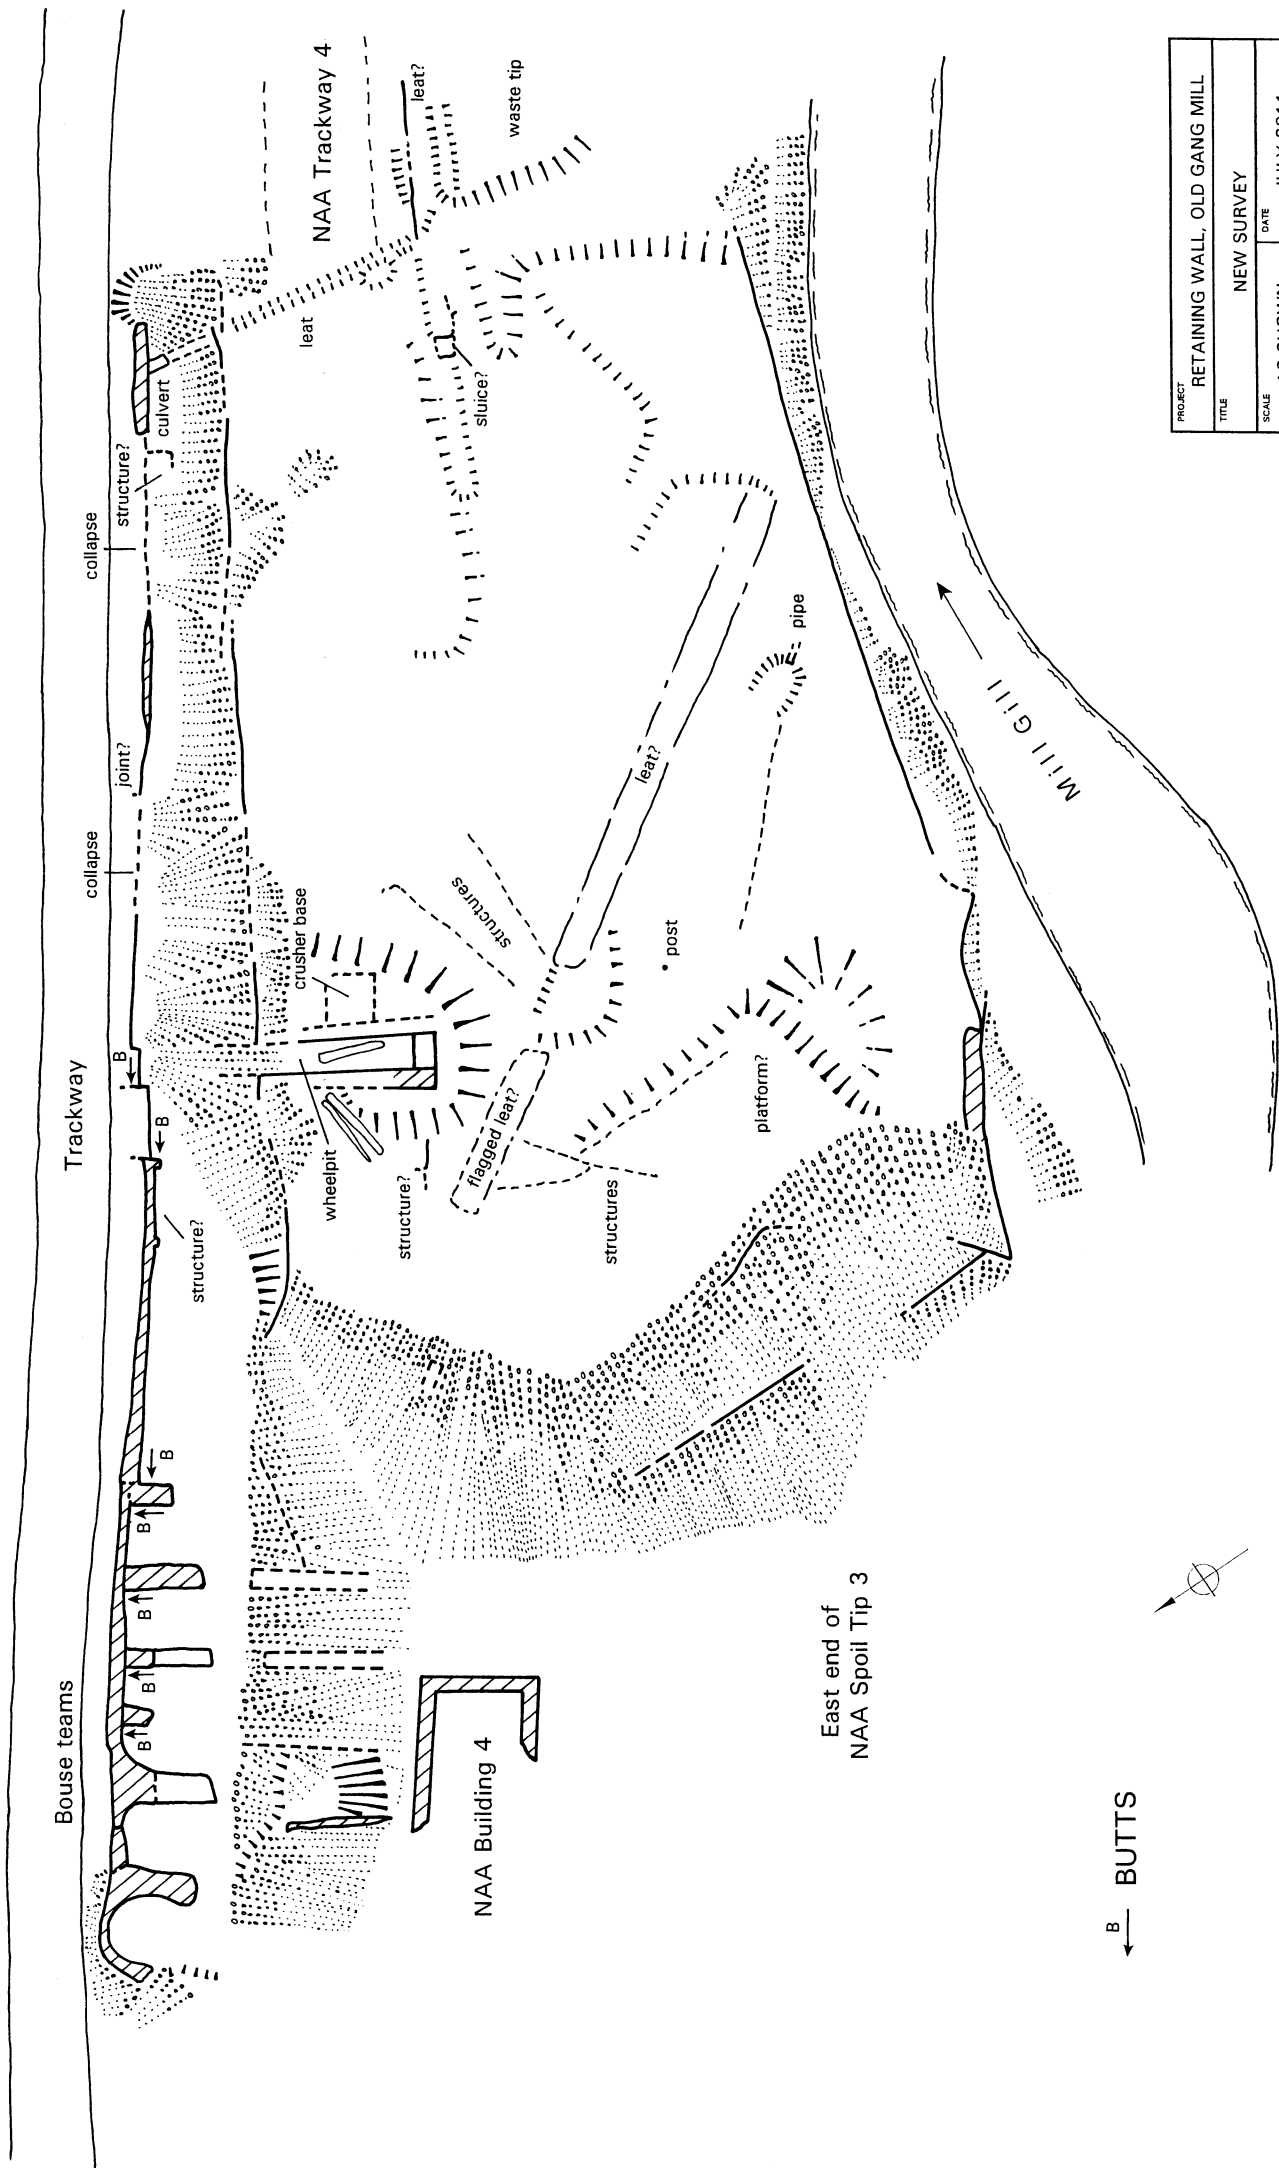 Bouse teams
Trackway
B
B
B
B
B
B
B
B
collapse
joint?
collapse
structure?
culvert
leat
NAA Trackway 4
leat?
waste tip
sluice?
structure?
wheelpit
crusher base
structure?
structures
flagged leat?
leat?
post
pipe
structures
platform?
Mill Gill
NAA Building 4
East end of
NAA Spoil Tip 3
B
BUTTS
PROJECT
RETAINING WALL, OLD GANG MILL
TITLE
NEW SURVEY
SCALE
DATE